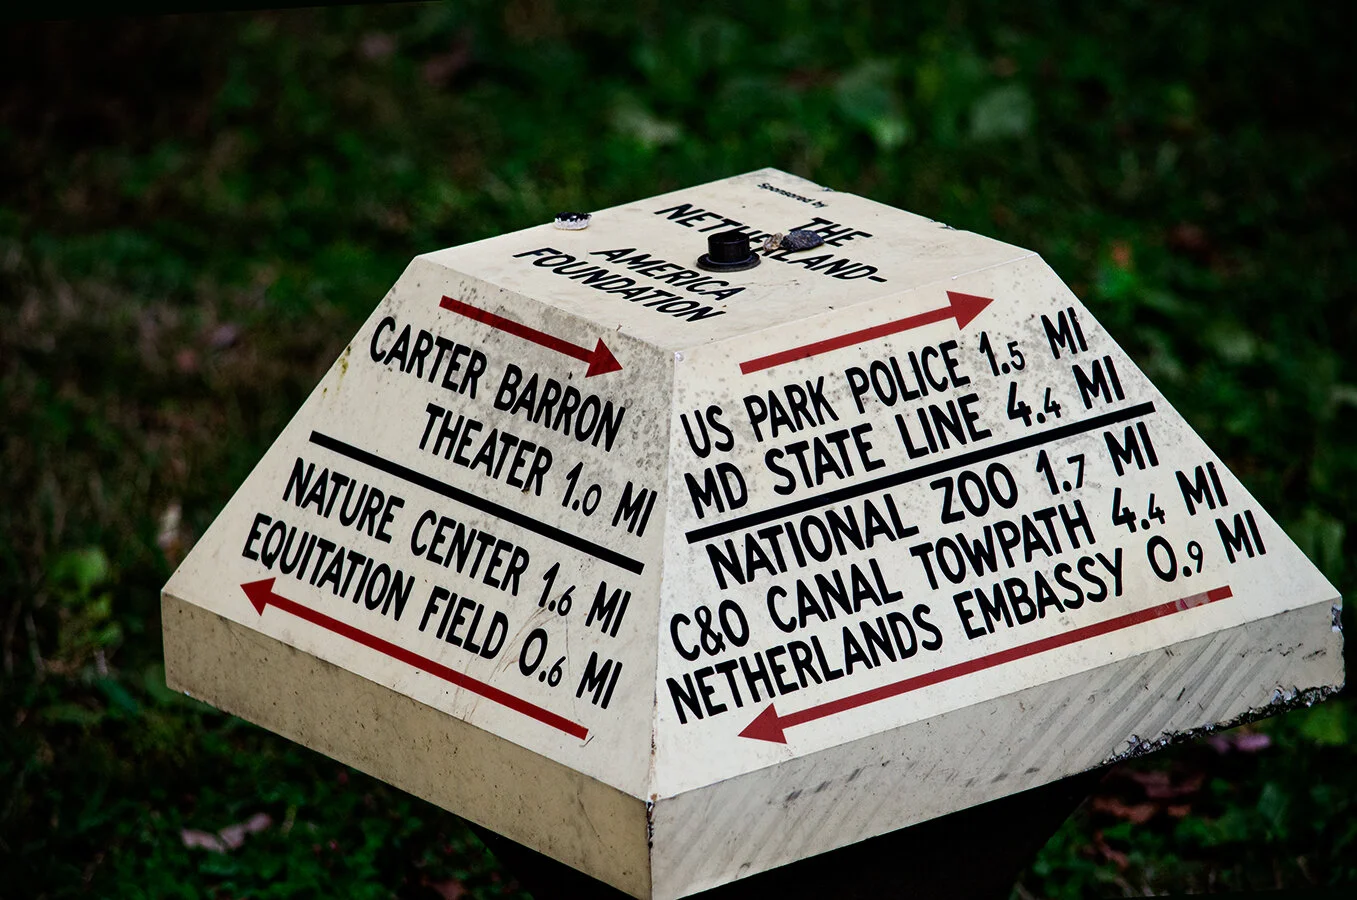 Sponsored by
THE
NETHERLAND-
AMERICA
FOUNDATION
CARTER BARRON
THEATER 1.0 MI
NATURE CENTER 1.6 MI
EQUITATION FIELD 0.6 MI
US PARK POLICE 1.5 MI
MD STATE LINE 4.4 MI
NATIONAL ZOO 1.7 MI
C&O CANAL TOWPATH 4.4 MI
NETHERLANDS EMBASSY 0.9 MI